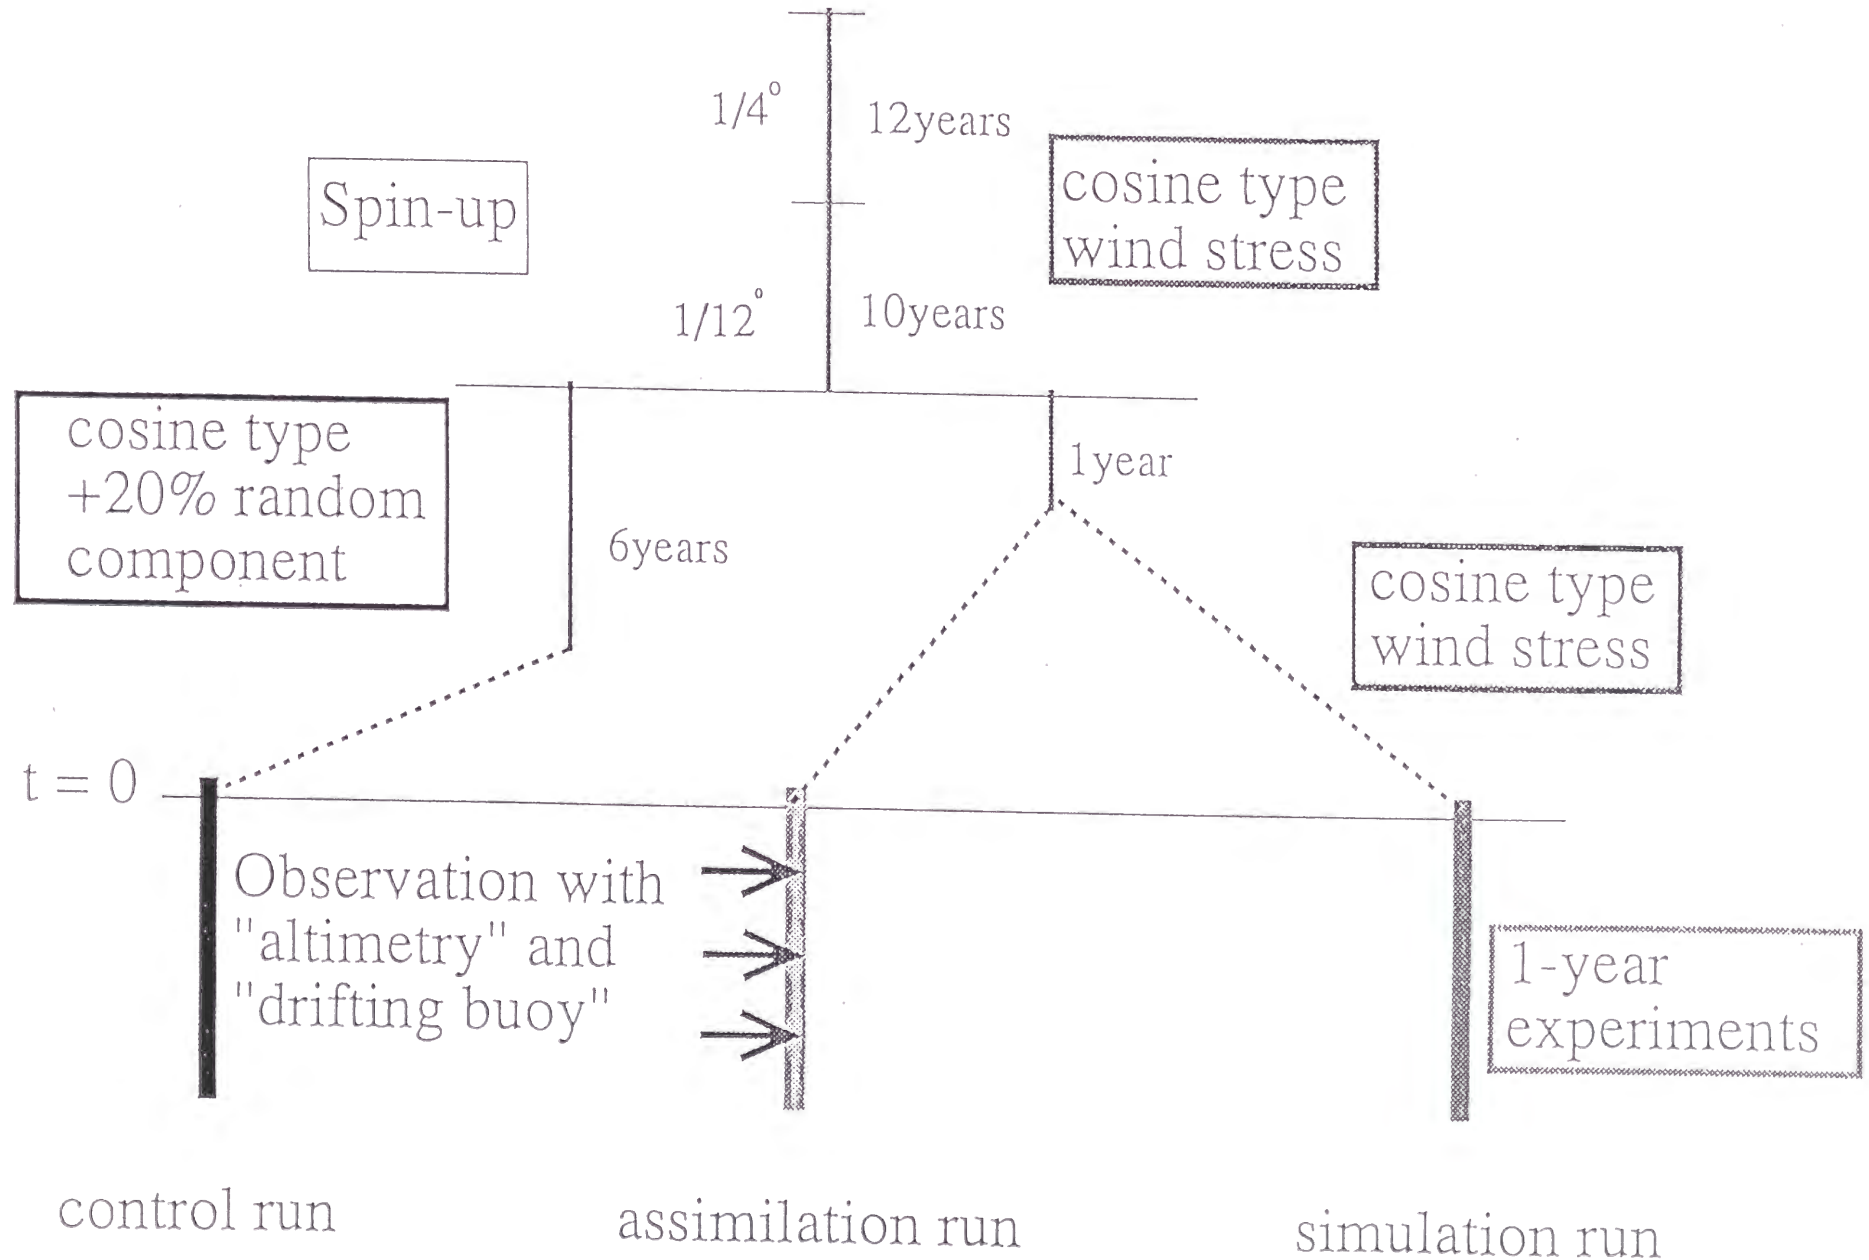 1/4°
12years
Spin-up
cosine type
wind stress
1/12°
10years
cosine type
+20% random
component
1year
6years
cosine type
wind stress
t = 0
Observation with
"altimetry" and
"drifting buoy"
1-year
experiments
control run
assimilation run
simulation run